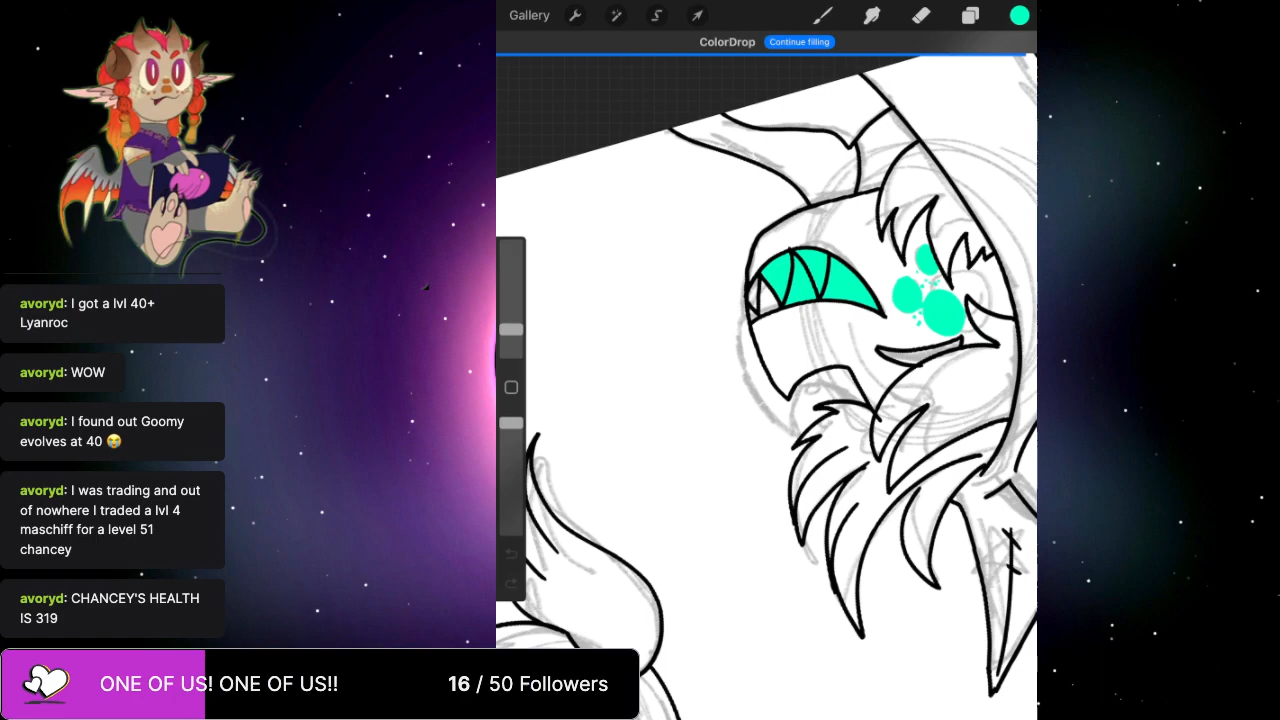 Gallery
ColorDrop Continue filling
avoryd: I got a lvl 40+
Lyanroc
avoryd: WOW
avoryd: I found out Goomy
evolves at 40 😭
avoryd: I was trading and out
of nowhere I traded a lvl 4
maschiff for a level 51
chancey
avoryd: CHANCEY'S HEALTH
IS 319
ONE OF US! ONE OF US!! 16 / 50 Followers